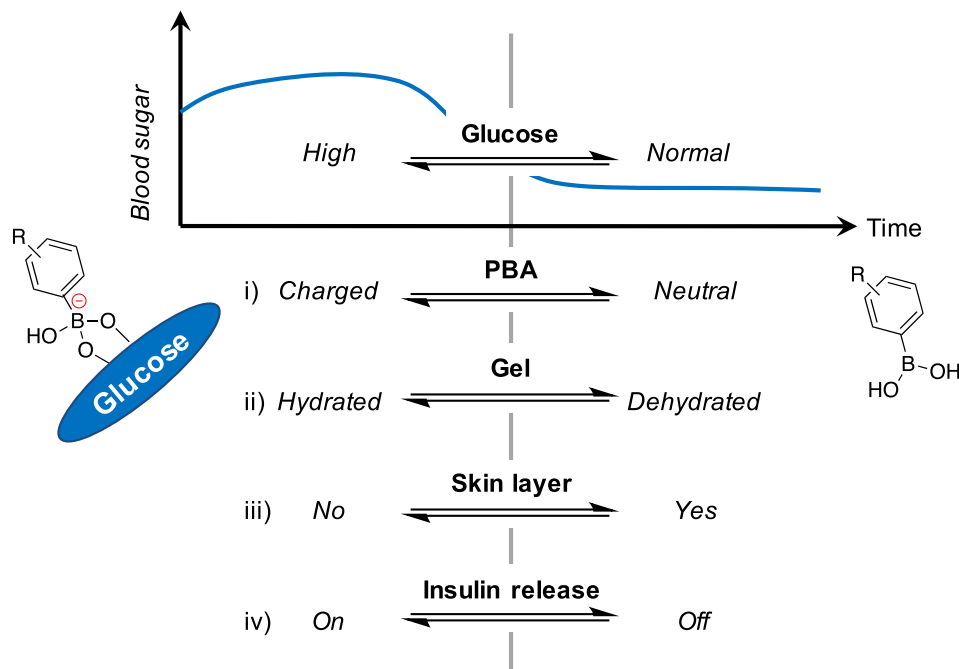 Blood sugar
Glucose
High Normal
Time
PBA
i) Charged Neutral
R
⊖
B O
HO O
Glucose
R
B
HO OH
Gel
ii) Hydrated Dehydrated
Skin layer
iii) No Yes
Insulin release
iv) On Off